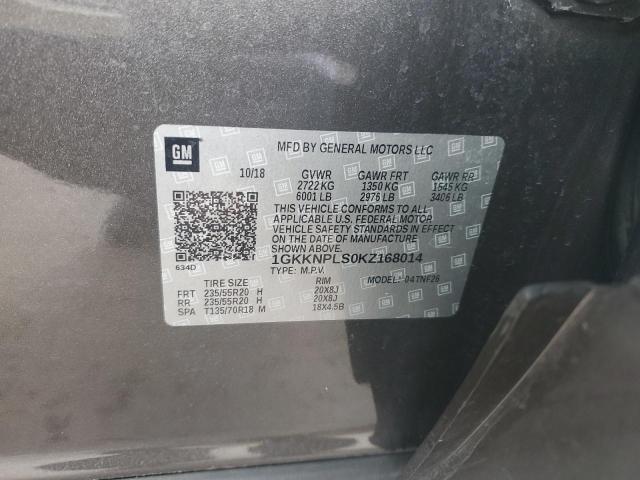 GM
MFD BY GENERAL MOTORS LLC
10/18 GVWR GAWR FRT GAWR RR
2722 KG 1350 KG 1545 KG
6001 LB 2976 LB 3406 LB
THIS VEHICLE CONFORMS TO ALL
APPLICABLE U.S. FEDERAL MOTOR
VEHICLE SAFETY STANDARDS IN
EFFECT ON THE DATE OF MANUFACTURE
SHOWN ABOVE.
1GKKNPLS0KZ168014
634D TYPE: M.P.V. MODEL: 04TNF26
TIRE SIZE RIM
FRT 235/55R20 H 20X8J
RR 235/55R20 H 20X8J
SPA T135/70R18 M 18X4.5B